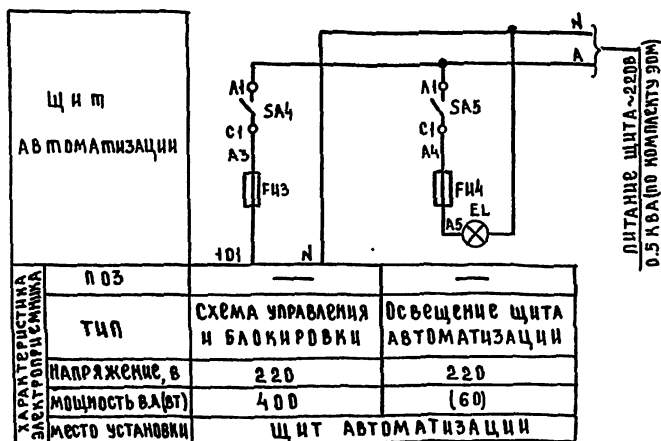 ЩИТ
АВТОМАТИЗАЦИИ
N
A
A1
SA4
C1
A3
FU3
101
N
A1
SA5
C1
A4
FU4
EL
A5
ПИТАНИЕ ЩИТА~220В
0.5 КВА(ПО КОМПЛЕКТУ ЭОМ)
ХАРАКТЕРИСТИКА
ЭЛЕКТРОПРИЕМНИКА
ПОЗ — —
ТИП
СХЕМА УПРАВЛЕНИЯ
И БЛОКИРОВКИ
ОСВЕЩЕНИЕ ЩИТА
АВТОМАТИЗАЦИИ
НАПРЯЖЕНИЕ, В 220 220
МОЩНОСТЬ В.А(ВТ) 400 (60)
МЕСТО УСТАНОВКИ ЩИТ АВТОМАТИЗАЦИИ